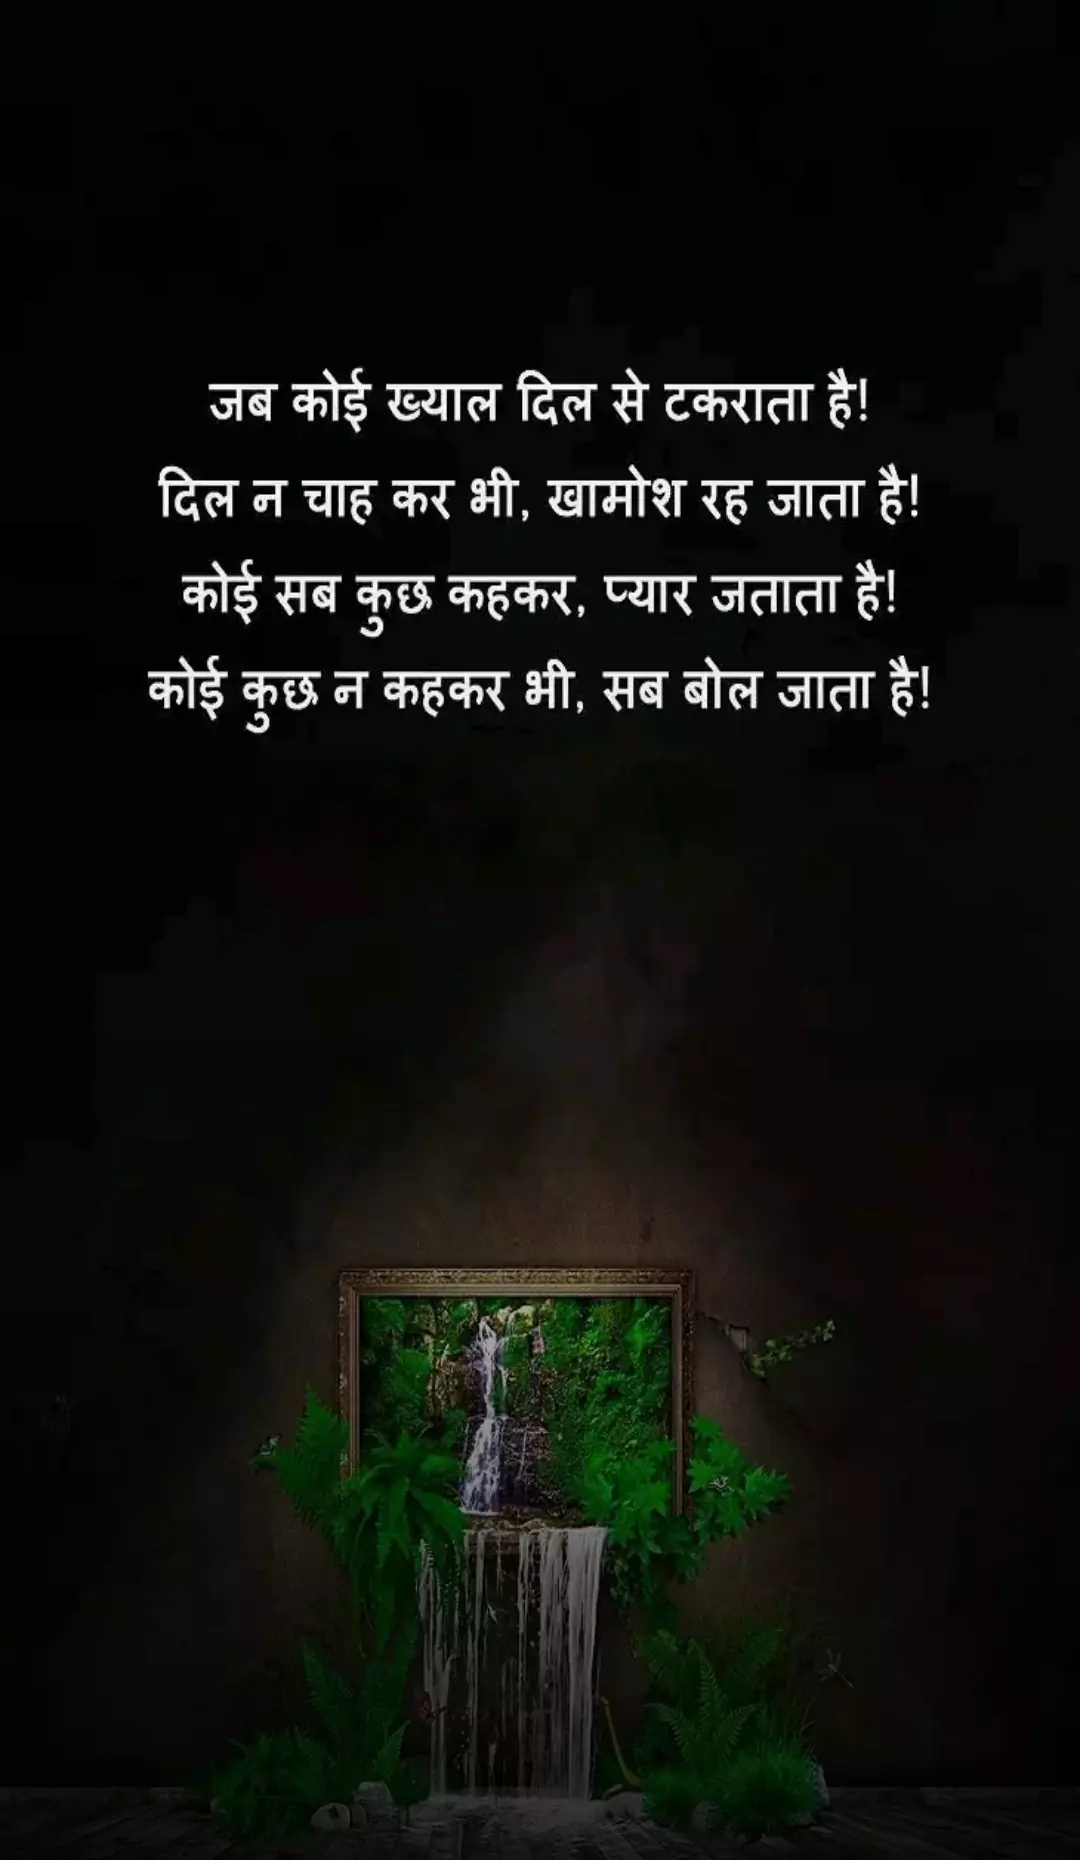 जब कोई ख्याल दिल से टकराता है!
दिल न चाह कर भी, खामोश रह जाता है!
कोई सब कुछ कहकर, प्यार जताता है!
कोई कुछ न कहकर भी, सब बोल जाता है!